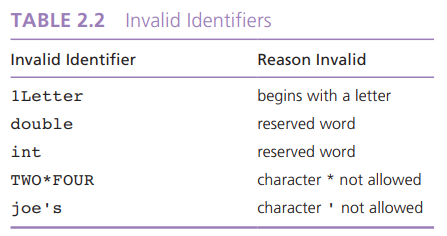 TABLE 2.2 Invalid Identifiers
Invalid Identifier Reason Invalid
1Letter begins with a letter
double reserved word
int reserved word
TWO*FOUR character * not allowed
joe's character ' not allowed